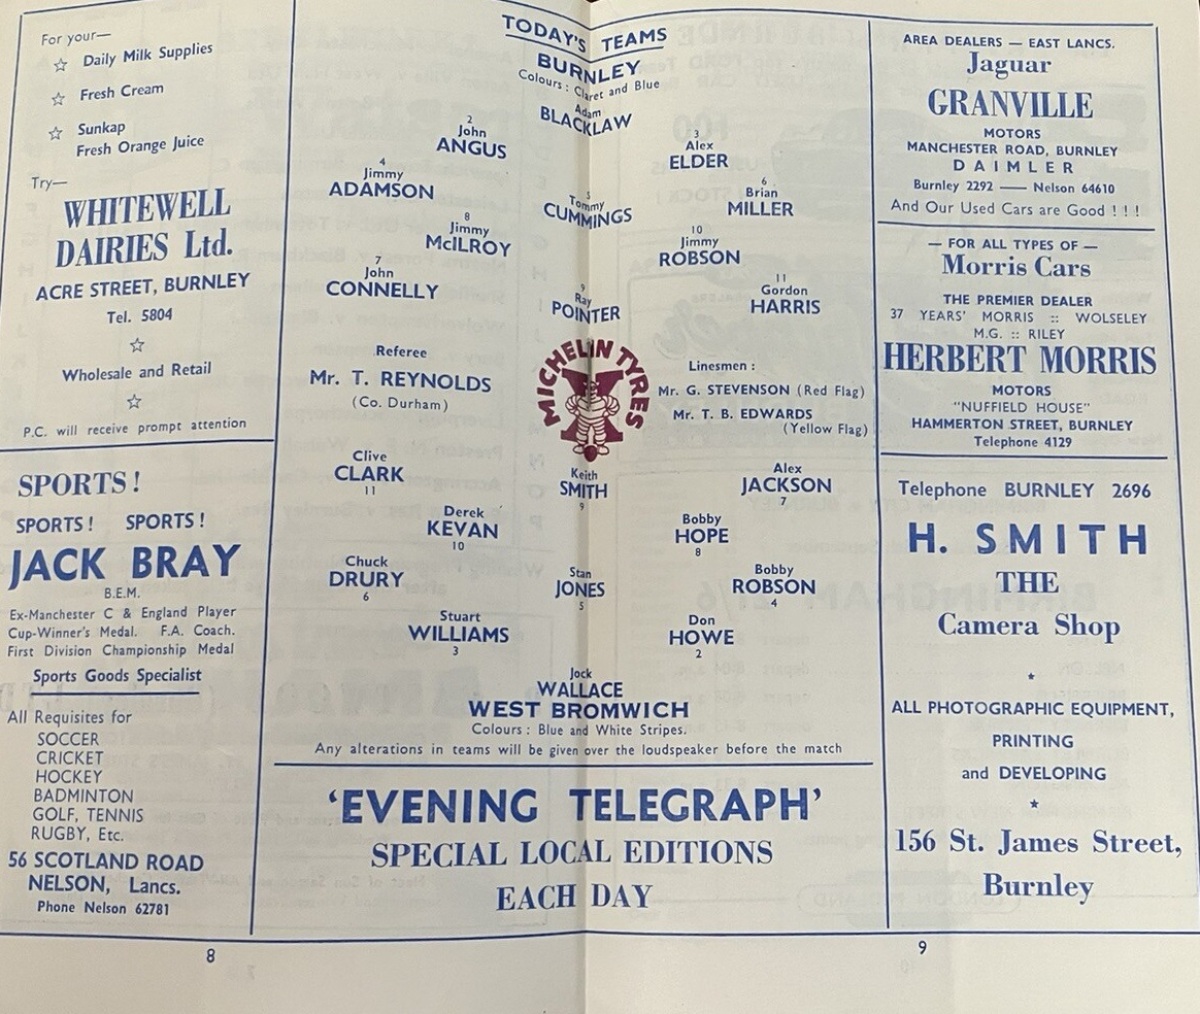 For your—
☆ Daily Milk Supplies
☆ Fresh Cream
☆ Sunkap
Fresh Orange Juice
Try—
WHITEWELL
DAIRIES Ltd.
ACRE STREET, BURNLEY
Tel. 5804
☆
Wholesale and Retail
☆
P.C. will receive prompt attention
SPORTS!
SPORTS! SPORTS!
JACK BRAY
B.E.M.
Ex-Manchester C & England Player
Cup-Winner's Medal. F.A. Coach.
First Division Championship Medal
Sports Goods Specialist
All Requisites for
SOCCER
CRICKET
HOCKEY
BADMINTON
GOLF, TENNIS
RUGBY, Etc.
56 SCOTLAND ROAD
NELSON, Lancs.
Phone Nelson 62781
8
TODAY'S TEAMS
BURNLEY
Colours : Claret and Blue
Adam
BLACKLAW
2
John
ANGUS
3
Alex
ELDER
4
Jimmy
ADAMSON
5
Tommy
CUMMINGS
6
Brian
MILLER
8
Jimmy
McILROY
10
Jimmy
ROBSON
7
John
CONNELLY
9
Ray
POINTER
11
Gordon
HARRIS
Referee
Mr. T. REYNOLDS
(Co. Durham)
MICHELIN TYRES
X
Linesmen :
Mr. G. STEVENSON (Red Flag)
Mr. T. B. EDWARDS
(Yellow Flag)
Clive
CLARK
11
Keith
SMITH
9
Alex
JACKSON
7
Derek
KEVAN
10
Bobby
HOPE
8
Chuck
DRURY
6
Stan
JONES
5
Bobby
ROBSON
4
Stuart
WILLIAMS
3
Don
HOWE
2
Jock
WALLACE
WEST BROMWICH
Colours : Blue and White Stripes.
Any alterations in teams will be given over the loudspeaker before the match
'EVENING TELEGRAPH'
SPECIAL LOCAL EDITIONS
EACH DAY
AREA DEALERS — EAST LANCS.
Jaguar
GRANVILLE
MOTORS
MANCHESTER ROAD, BURNLEY
DAIMLER
Burnley 2292 —— Nelson 64610
And Our Used Cars are Good ! ! !
— FOR ALL TYPES OF —
Morris Cars
THE PREMIER DEALER
37 YEARS' MORRIS :: WOLSELEY
M.G. :: RILEY
HERBERT MORRIS
MOTORS
"NUFFIELD HOUSE"
HAMMERTON STREET, BURNLEY
Telephone 4129
Telephone BURNLEY 2696
H. SMITH
THE
Camera Shop
★
ALL PHOTOGRAPHIC EQUIPMENT,
PRINTING
and DEVELOPING
★
156 St. James Street,
Burnley
9